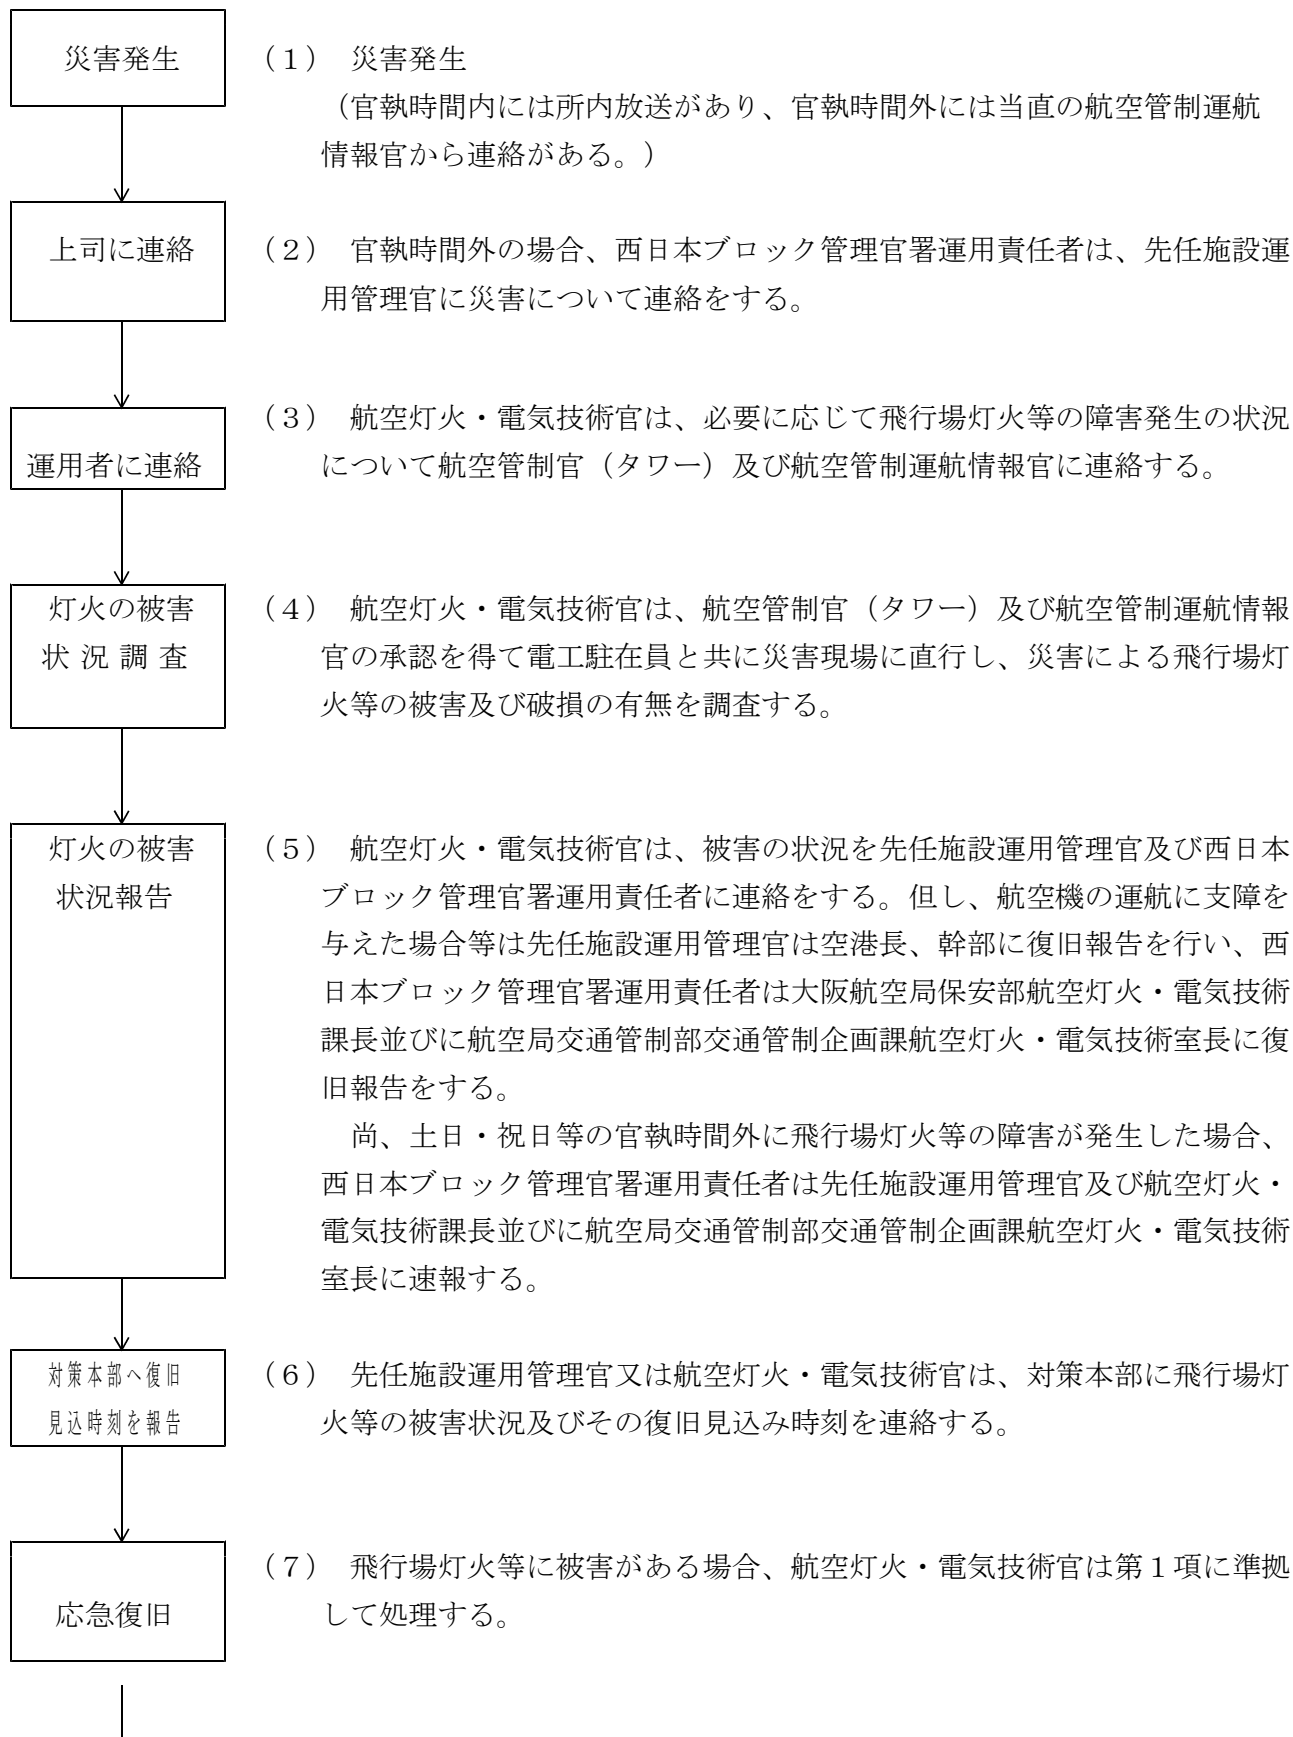 災害発生
（１） 災害発生
（官執時間内には所内放送があり、官執時間外には当直の航空管制運航
情報官から連絡がある。）
上司に連絡
（２） 官執時間外の場合、西日本ブロック管理官署運用責任者は、先任施設運
用管理官に災害について連絡をする。
運用者に連絡
（３） 航空灯火・電気技術官は、必要に応じて飛行場灯火等の障害発生の状況
について航空管制官（タワー）及び航空管制運航情報官に連絡する。
灯火の被害
状 況 調 査
（４） 航空灯火・電気技術官は、航空管制官（タワー）及び航空管制運航情報
官の承認を得て電工駐在員と共に災害現場に直行し、災害による飛行場灯
火等の被害及び破損の有無を調査する。
灯火の被害
状況報告
（５） 航空灯火・電気技術官は、被害の状況を先任施設運用管理官及び西日本
ブロック管理官署運用責任者に連絡をする。但し、航空機の運航に支障を
与えた場合等は先任施設運用管理官は空港長、幹部に復旧報告を行い、西
日本ブロック管理官署運用責任者は大阪航空局保安部航空灯火・電気技術
課長並びに航空局交通管制部交通管制企画課航空灯火・電気技術室長に復
旧報告をする。
尚、土日・祝日等の官執時間外に飛行場灯火等の障害が発生した場合、
西日本ブロック管理官署運用責任者は先任施設運用管理官及び航空灯火・
電気技術課長並びに航空局交通管制部交通管制企画課航空灯火・電気技術
室長に速報する。
対策本部へ復旧
見込時刻を報告
（６） 先任施設運用管理官又は航空灯火・電気技術官は、対策本部に飛行場灯
火等の被害状況及びその復旧見込み時刻を連絡する。
応急復旧
（７） 飛行場灯火等に被害がある場合、航空灯火・電気技術官は第１項に準拠
して処理する。